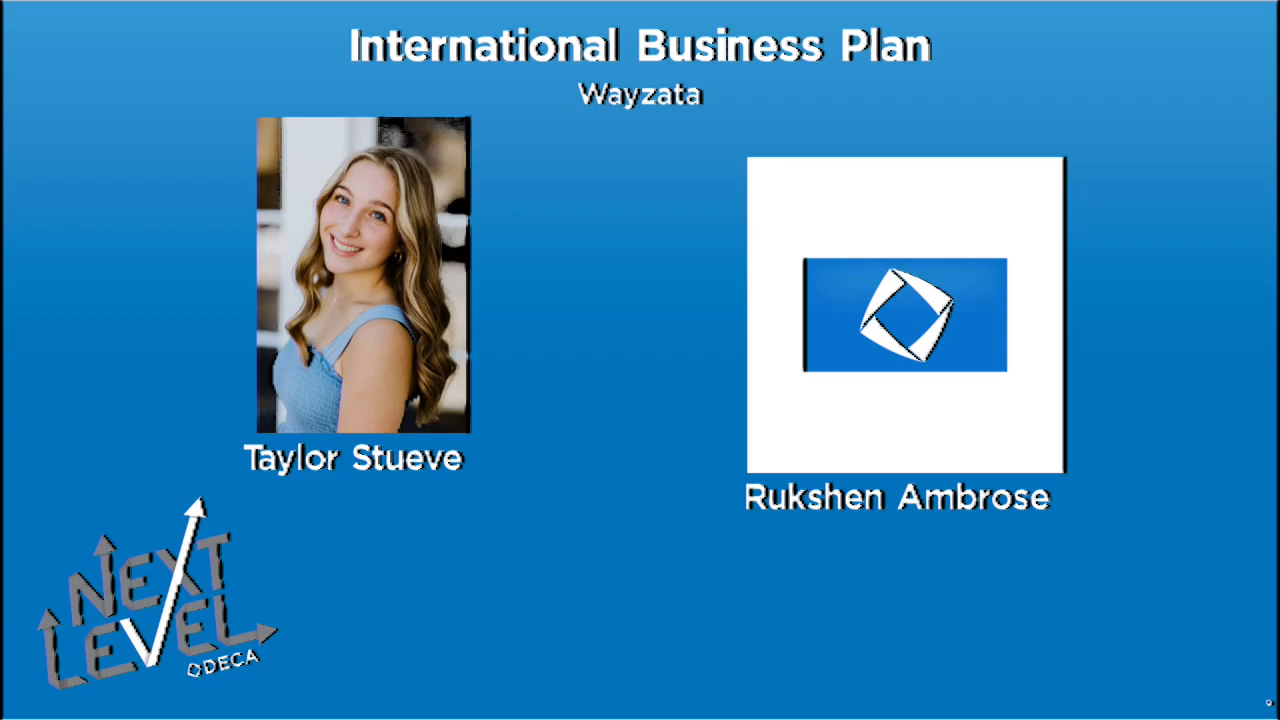 International Business Plan
Wayzata
Taylor Stueve
Rukshen Ambrose
NEXT
LEVEL
DECA